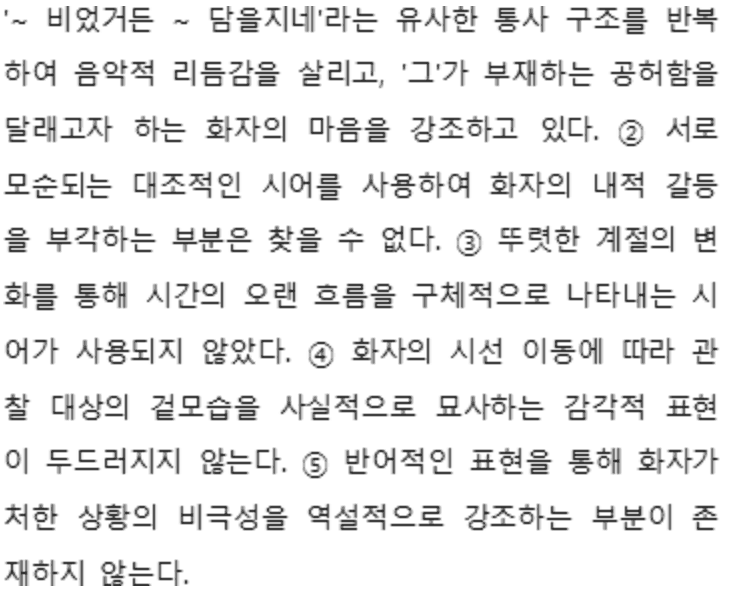 '~ 비었거든 ~ 담을지네'라는 유사한 통사 구조를 반복
하여 음악적 리듬감을 살리고, '그'가 부재하는 공허함을
달래고자 하는 화자의 마음을 강조하고 있다. ② 서로
모순되는 대조적인 시어를 사용하여 화자의 내적 갈등
을 부각하는 부분은 찾을 수 없다. ③ 뚜렷한 계절의 변
화를 통해 시간의 오랜 흐름을 구체적으로 나타내는 시
어가 사용되지 않았다. ④ 화자의 시선 이동에 따라 관
찰 대상의 겉모습을 사실적으로 묘사하는 감각적 표현
이 두드러지지 않는다. ⑤ 반어적인 표현을 통해 화자가
처한 상황의 비극성을 역설적으로 강조하는 부분이 존
재하지 않는다.